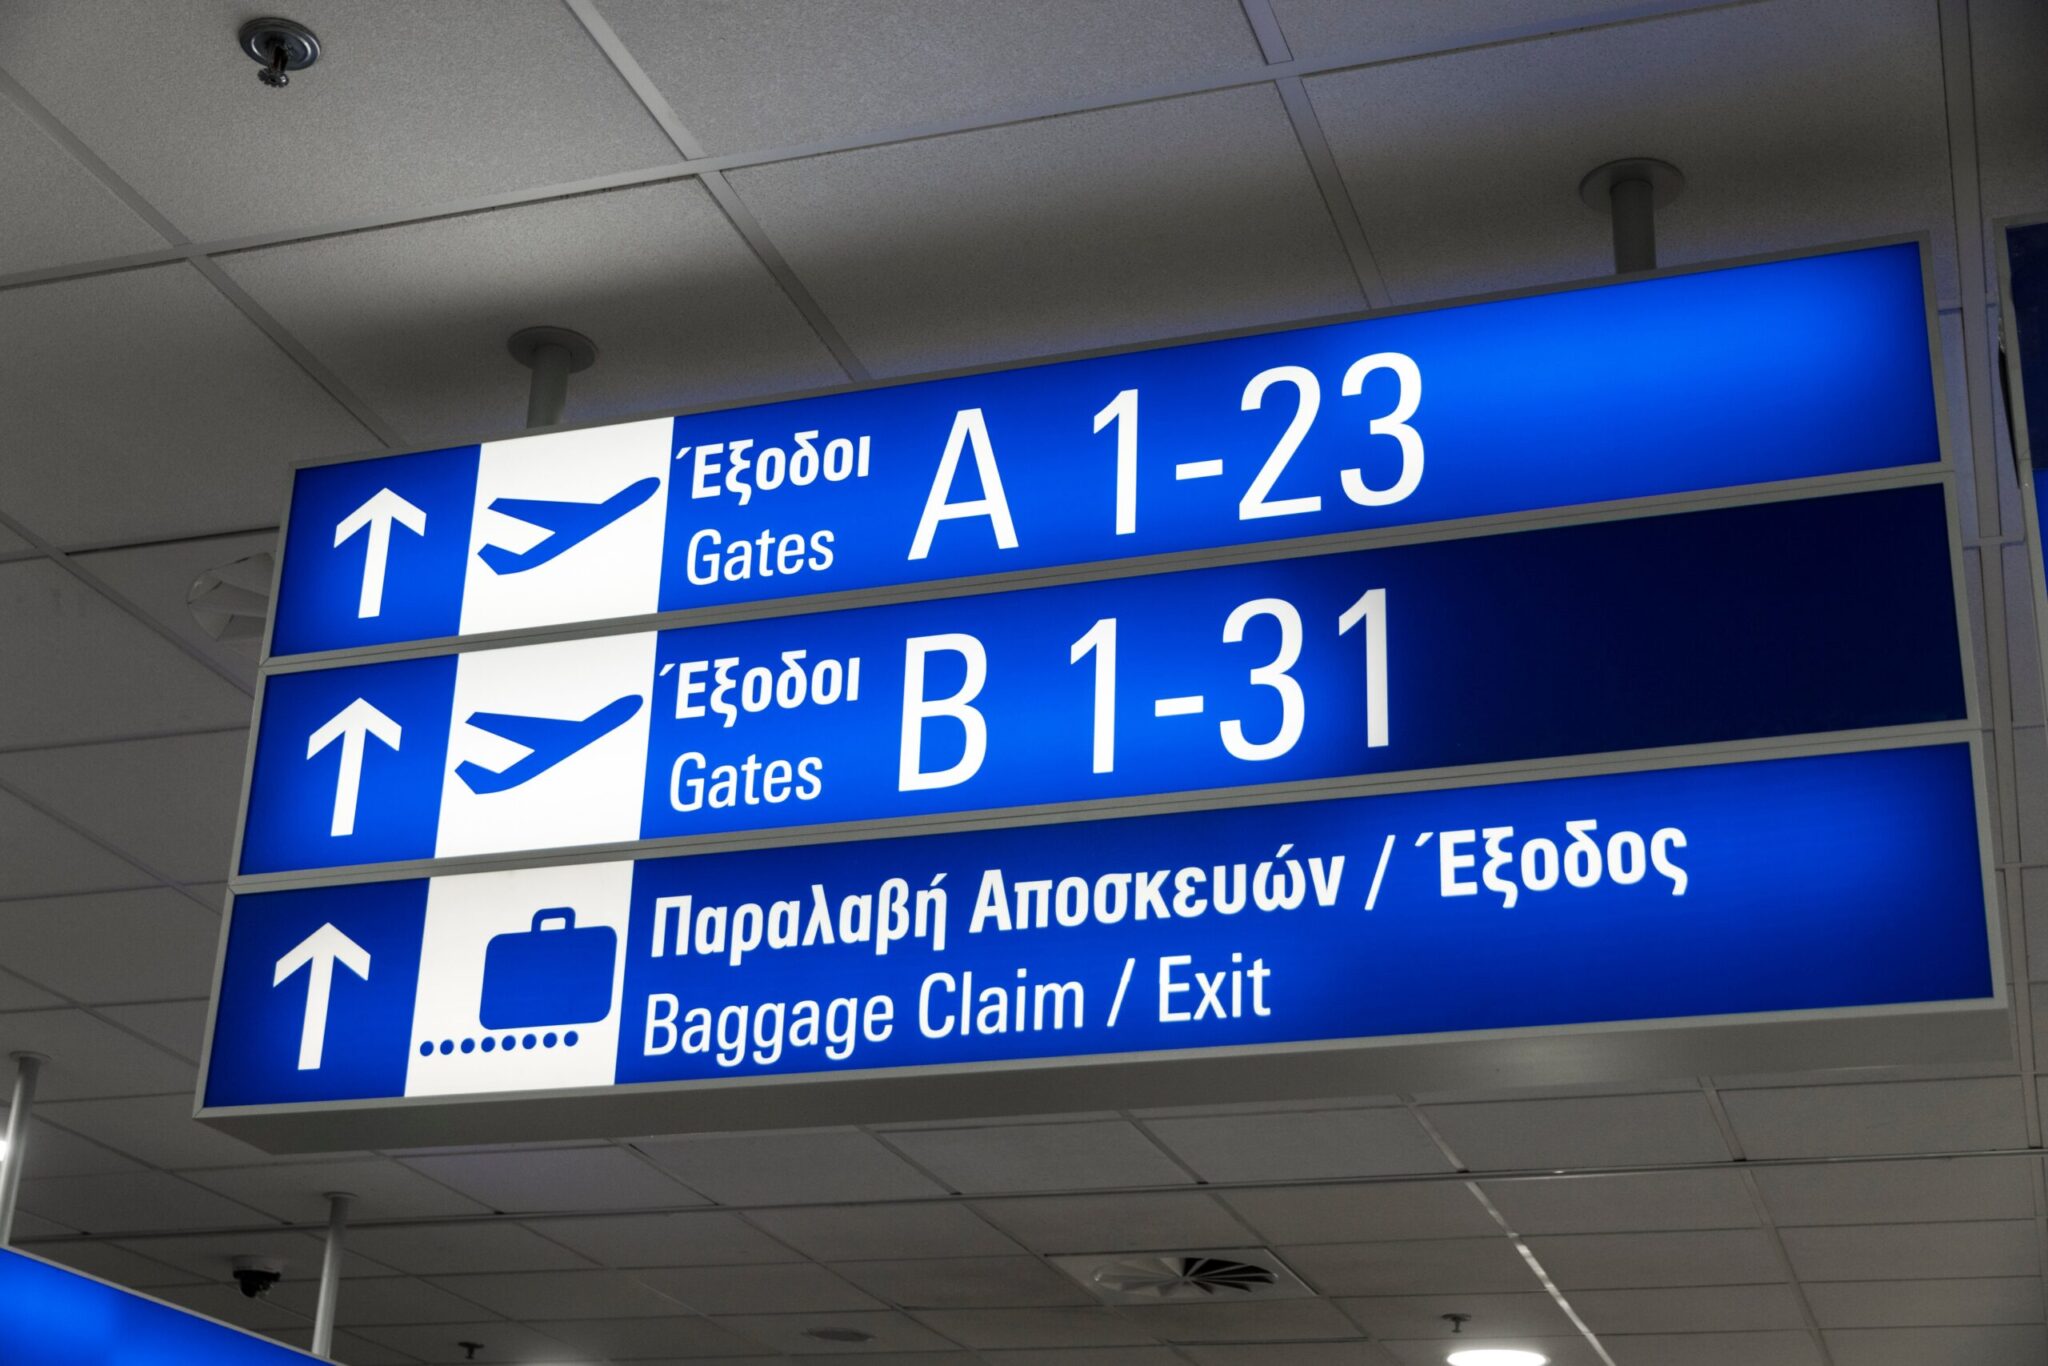 Έξοδοι A 1-23
Gates
Έξοδοι B 1-31
Gates
Παραλαβή Αποσκευών / Έξοδος
Baggage Claim / Exit